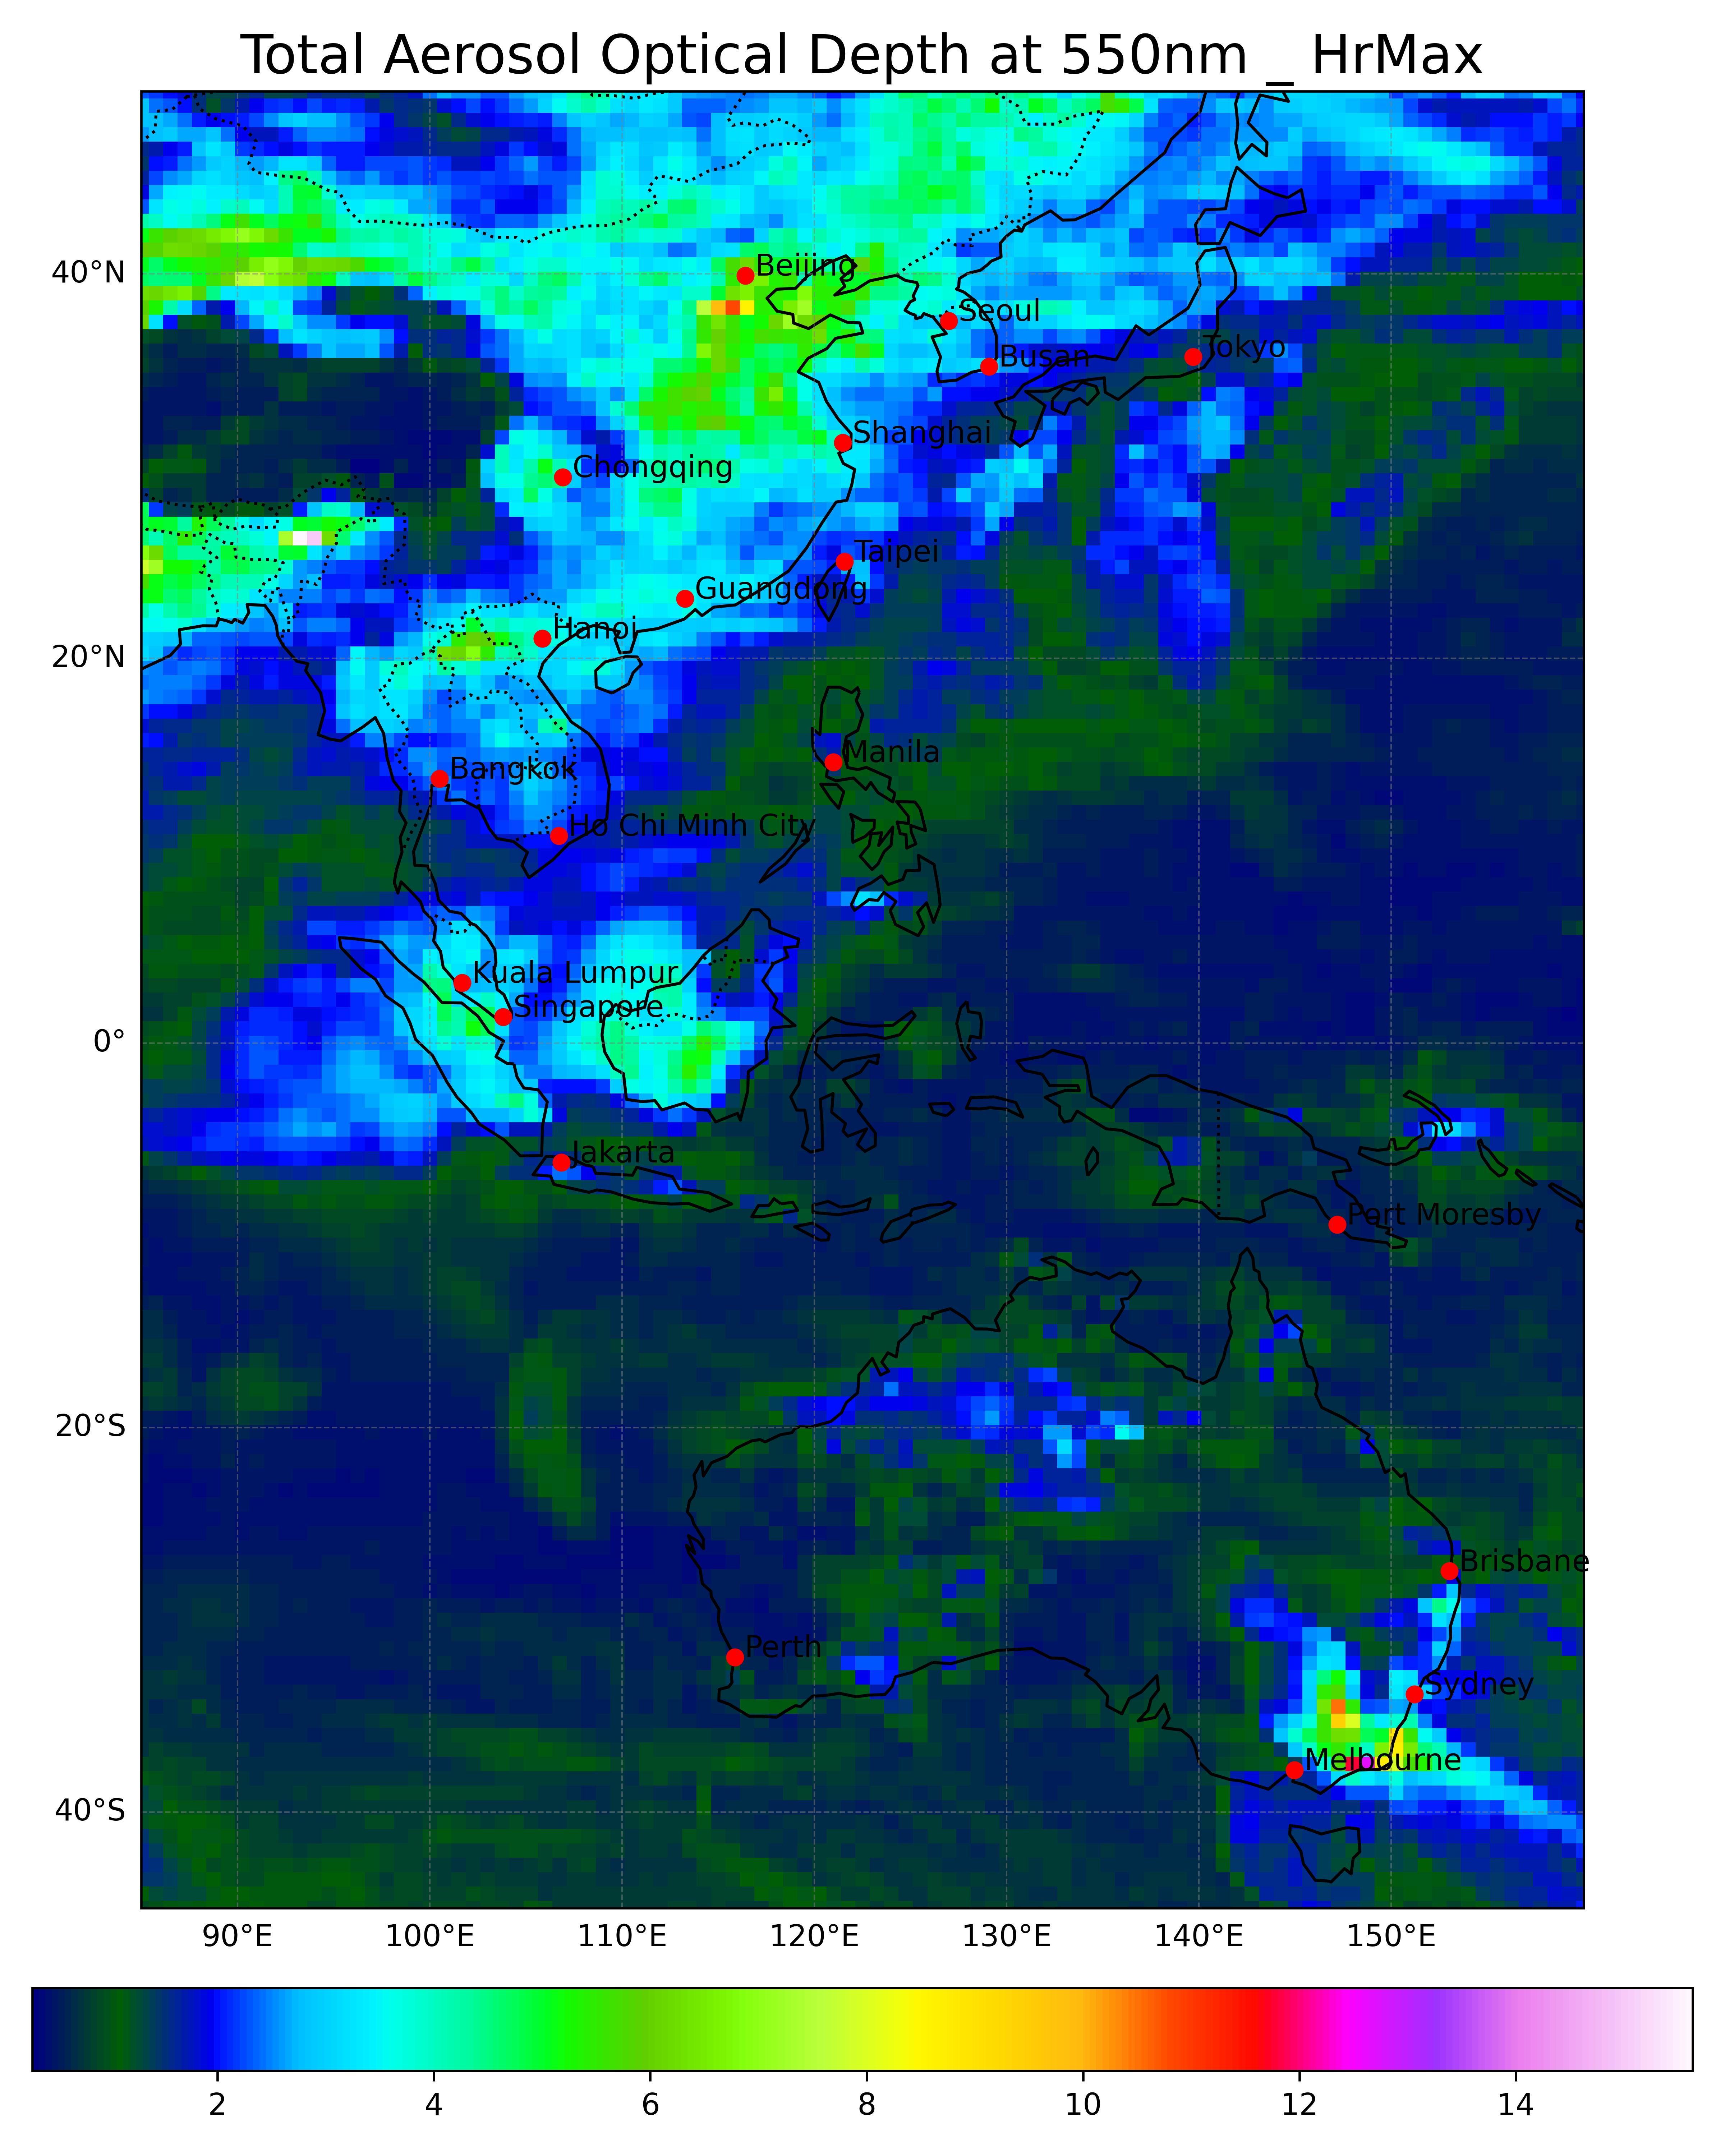 Total Aerosol Optical Depth at 550nm _ HrMax
40°N
20°N
0°
20°S
40°S
Beijing
Seoul
Busan
Tokyo
Shanghai
Chongqing
Taipei
Guangdong
Hanoi
Manila
Bangkok
Ho Chi Minh City
Kuala Lumpur
Singapore
Jakarta
Port Moresby
Brisbane
Perth
Sydney
Melbourne
90°E 100°E 110°E 120°E 130°E 140°E 150°E
2 4 6 8 10 12 14